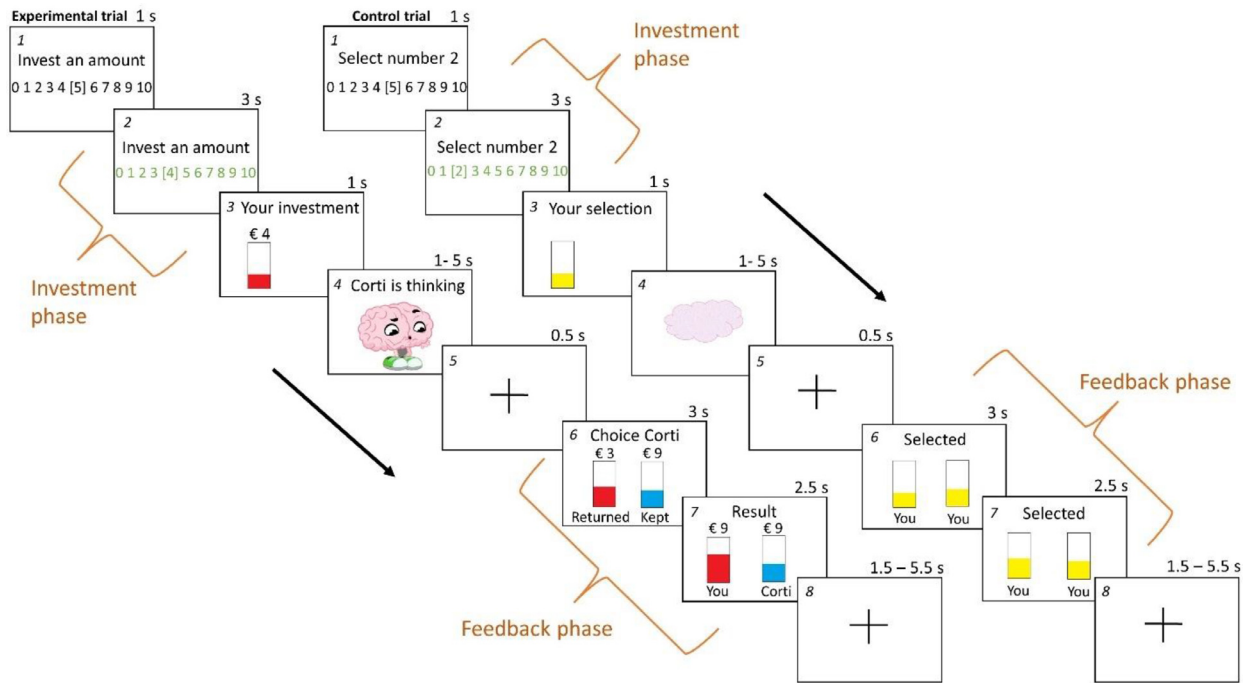 Experimental trial 1 s
1
Invest an amount
0 1 2 3 4 [5] 6 7 8 9 10
3 s
2
Invest an amount
0 1 2 3 [4] 5 6 7 8 9 10
1 s
3 Your investment
€ 4
1- 5 s
4 Corti is thinking
0.5 s
5
3 s
6 Choice Corti
€ 3 € 9
Returned Kept
2.5 s
7 Result
€ 9 € 9
You Corti
1.5 – 5.5 s
8
Investment
phase
Feedback phase
Control trial 1 s
1
Select number 2
0 1 2 3 4 [5] 6 7 8 9 10
3 s
2
Select number 2
0 1 [2] 3 4 5 6 7 8 9 10
1 s
3 Your selection
1- 5 s
4
0.5 s
5
3 s
6 Selected
You You
2.5 s
7 Selected
You You
1.5 – 5.5 s
8
Investment
phase
Feedback phase